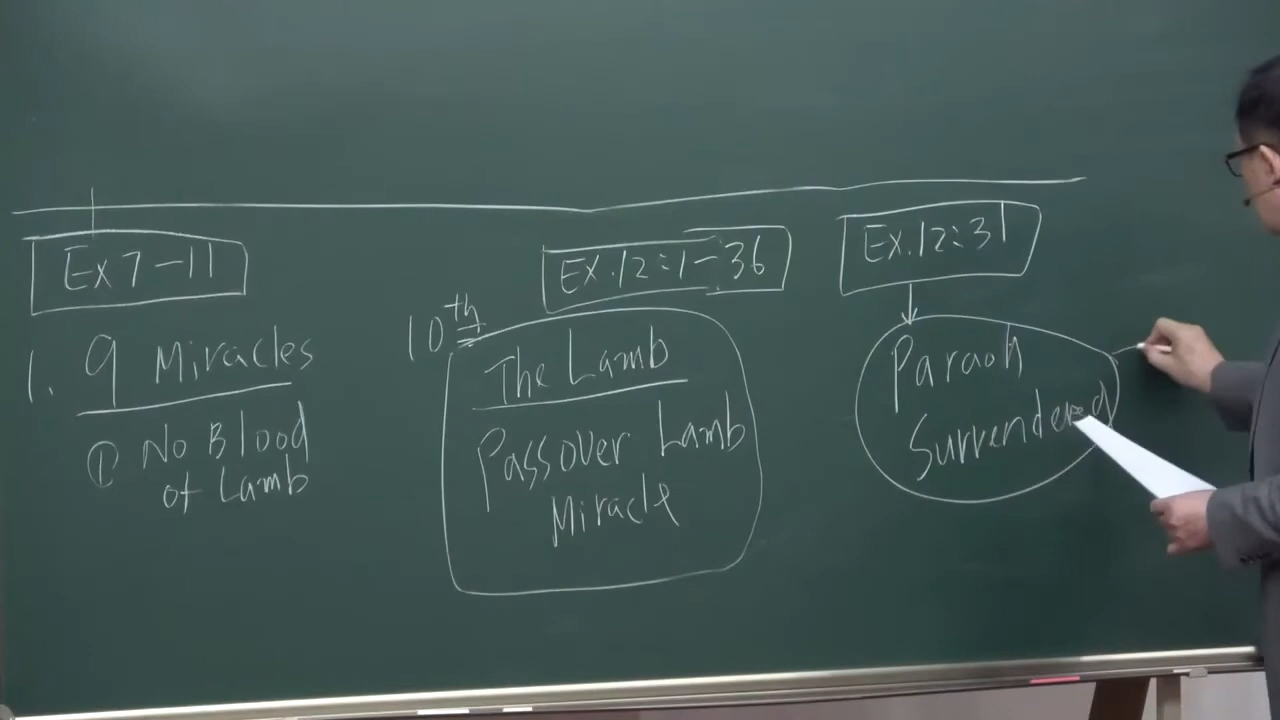 Ex 7-11
1. 9 Miracles
① No Blood
of Lamb
Ex.12:1-36
10th
The Lamb
Passover Lamb
Miracle
Ex.12:31
Paraoh
Surrendered